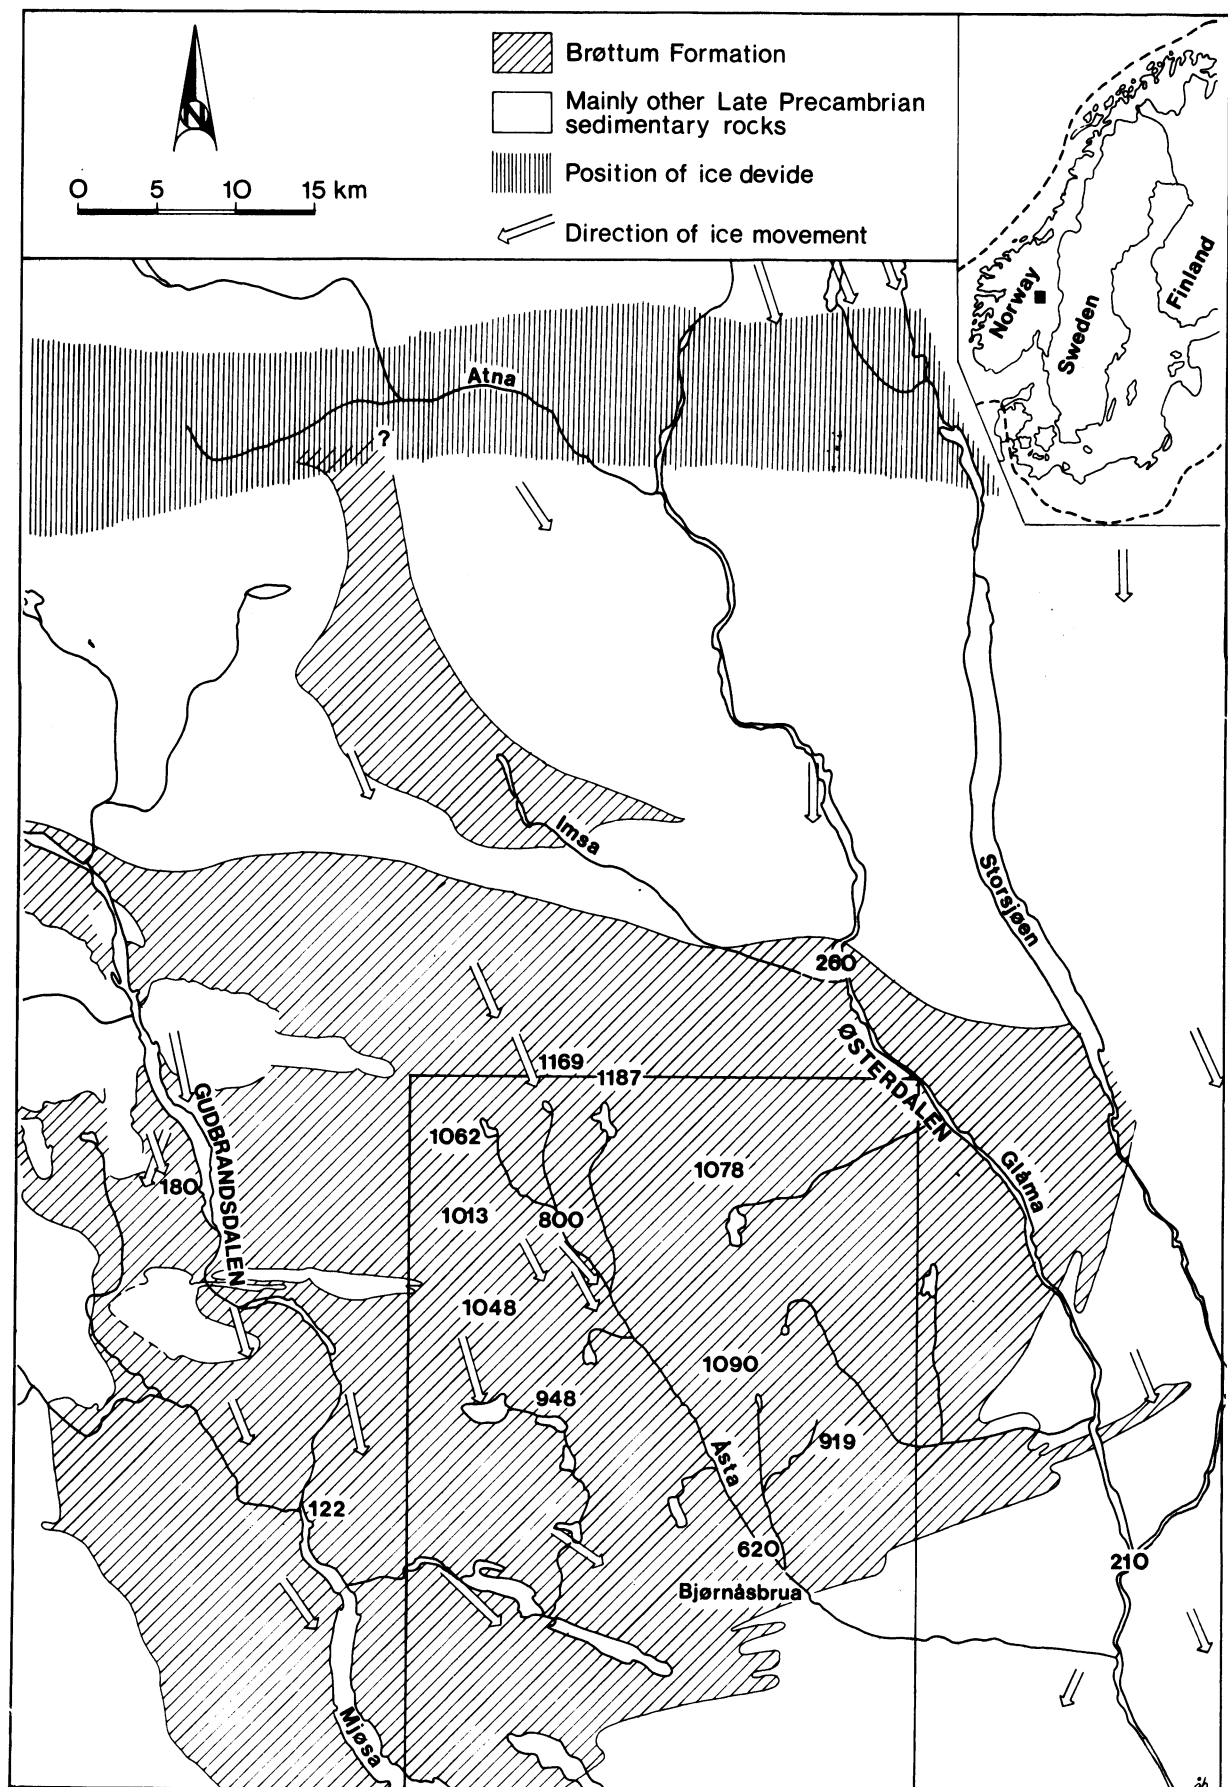 Brøttum Formation
Mainly other Late Precambrian
sedimentary rocks
Position of ice devide
Direction of ice movement
N
0 5 10 15 km
Norway
Sweden
Finland
Atna
?
Imsa
Storsjøen
260
ØSTERDALEN
1169
1187
GUDBRANDSDALEN
1062
1078
Glåma
180
1013
800
1048
1090
948
919
Åsta
122
620
210
Bjørnåsbrua
Mjøsa